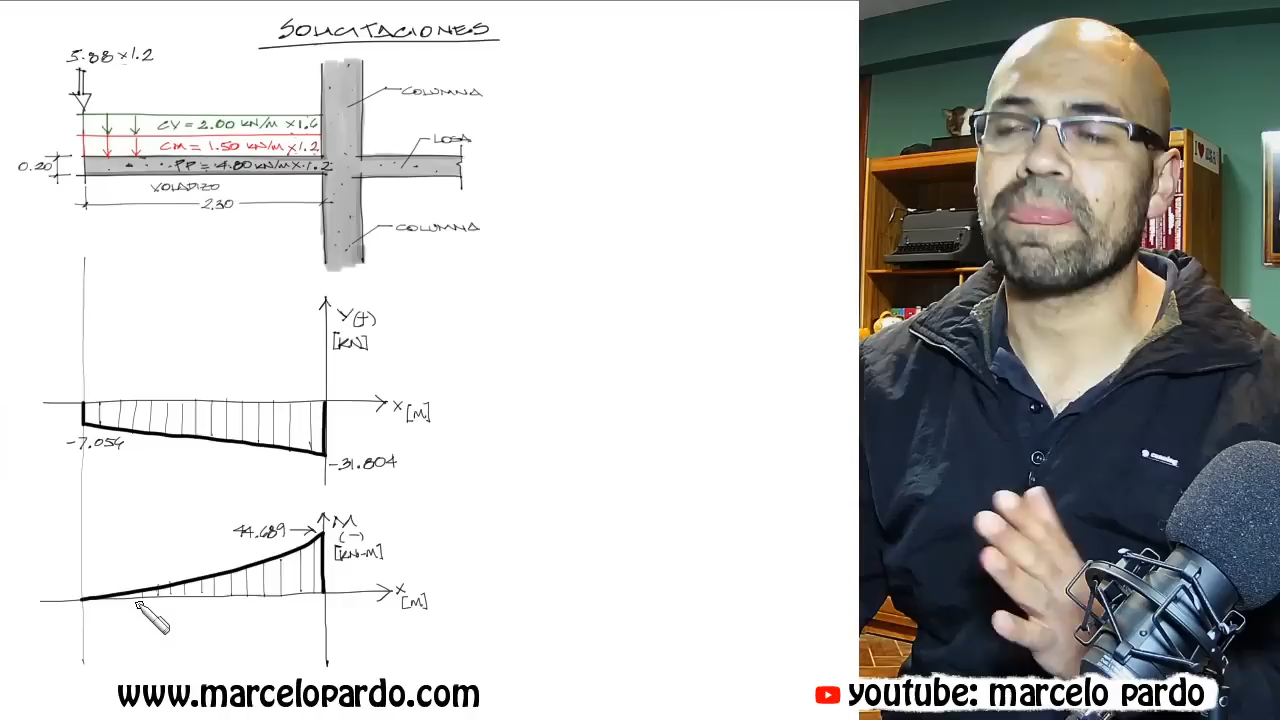 SOLICITACIONES
5.88 x 1.2
CV = 2.00 KN/M x 1.6
CM = 1.50 KN/M x 1.2
PP = 4.80 KN/M x 1.2
0.20
VOLADIZO
2.30
COLUMNA
LOSA
COLUMNA
V(+)
[KN]
X [M]
-7.056
-31.804
44.689
M
(-)
[KN-M]
X [M]
www.marcelopardo.com
youtube: marcelo pardo